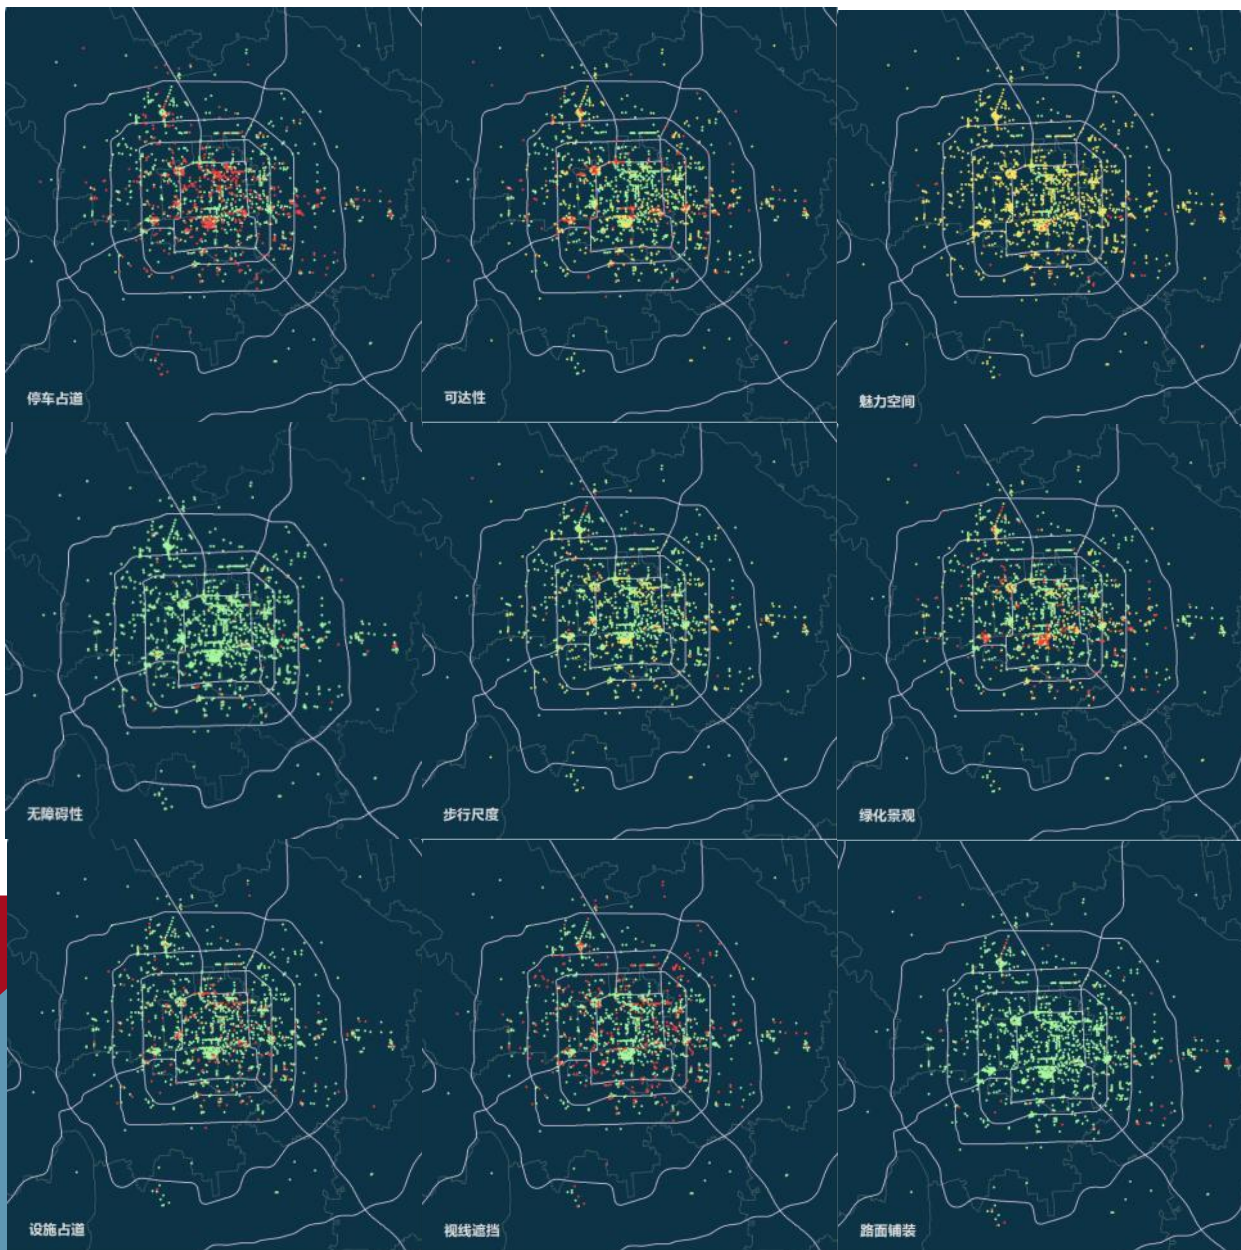 停车占道
可达性
魅力空间
无障碍性
步行尺度
绿化景观
设施占道
视线遮挡
路面铺装